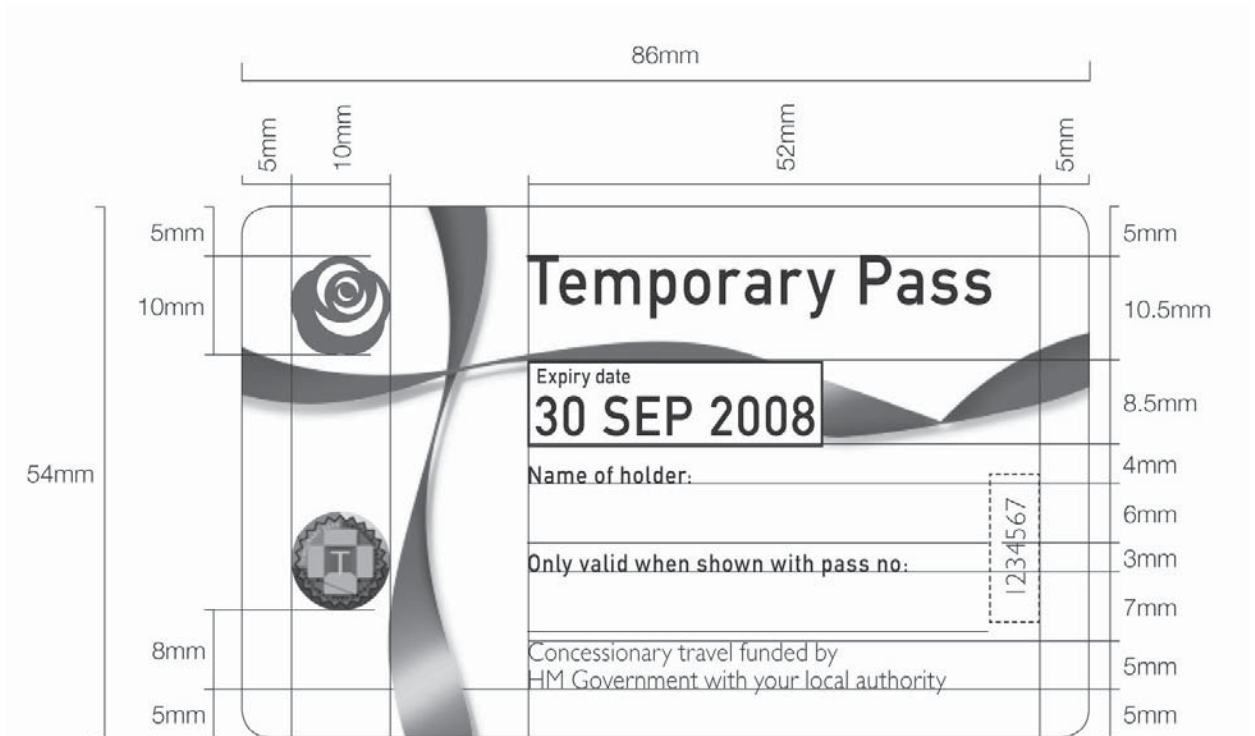 86mm
5mm
10mm
52mm
5mm
5mm
10mm
54mm
8mm
5mm
Temporary Pass
Expiry date
30 SEP 2008
Name of holder:
Only valid when shown with pass no:
1234567
T
Concessionary travel funded by
HM Government with your local authority
5mm
10.5mm
8.5mm
4mm
6mm
3mm
7mm
5mm
5mm